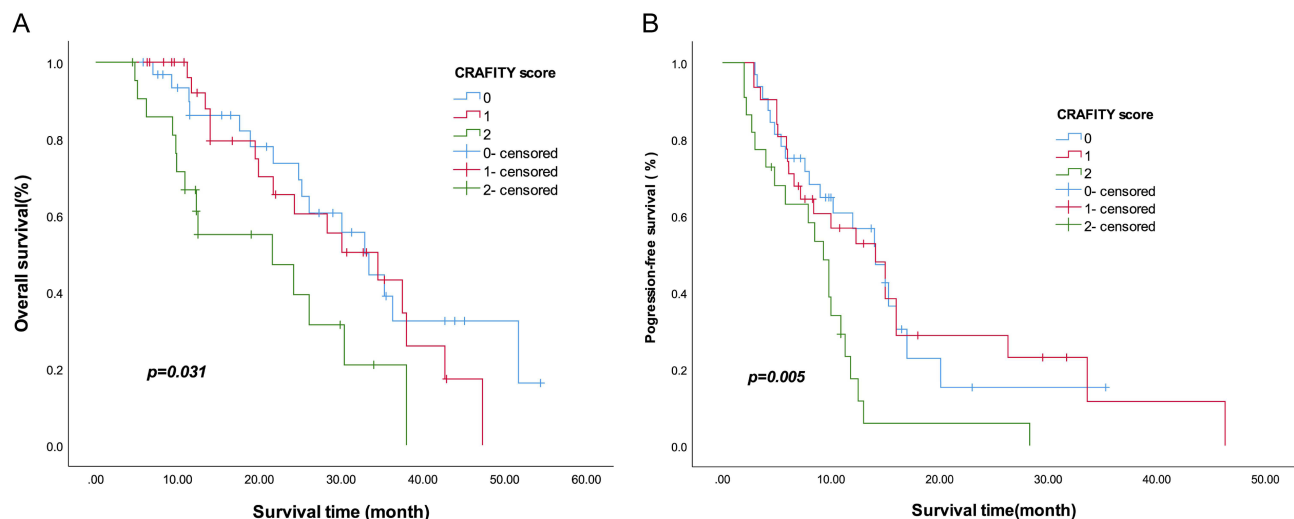 A
Overall survival(%)
1.0
0.8
0.6
0.4
0.2
0.0
CRAFITY score
0
1
2
0- censored
1- censored
2- censored
p=0.031
.00 10.00 20.00 30.00 40.00 50.00 60.00
Survival time (month)
B
Pogression-free survival ( %)
1.0
0.8
0.6
0.4
0.2
0.0
CRAFITY score
0
1
2
0- censored
1- censored
2- censored
p=0.005
.00 10.00 20.00 30.00 40.00 50.00
Survival time(month)